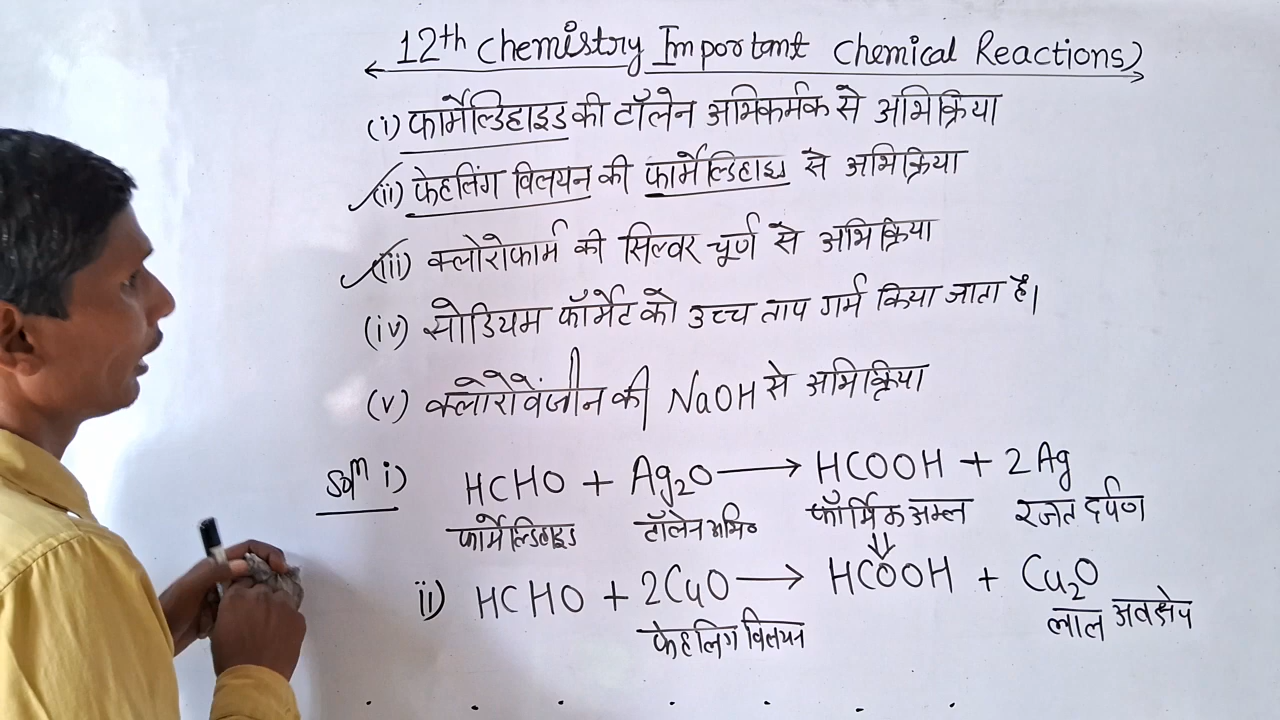 12th Chemistry Important Chemical Reactions)
(i) फार्मेल्डिहाइड की टॉलेन अभिकर्मक से अभिक्रिया
(ii) फेहलिंग विलयन की फार्मेल्डिहाइड से अभिक्रिया
(iii) क्लोरोफार्म की सिल्वर चूर्ण से अभिक्रिया
(iv) सोडियम फॉर्मेट को उच्च ताप गर्म किया जाता है।
(v) क्लोरोवेंजीन की NaOH से अभिक्रिया
Solⁿ i) HCHO + Ag₂O ⟶ HCOOH + 2Ag
फार्मेल्डिहाइड टॉलेन अभि० फॉर्मिक अम्ल रजत दर्पण
ii) HCHO + 2CuO ⟶ HCOOH + Cu₂O
फेहलिंग विलयन लाल अवक्षेप